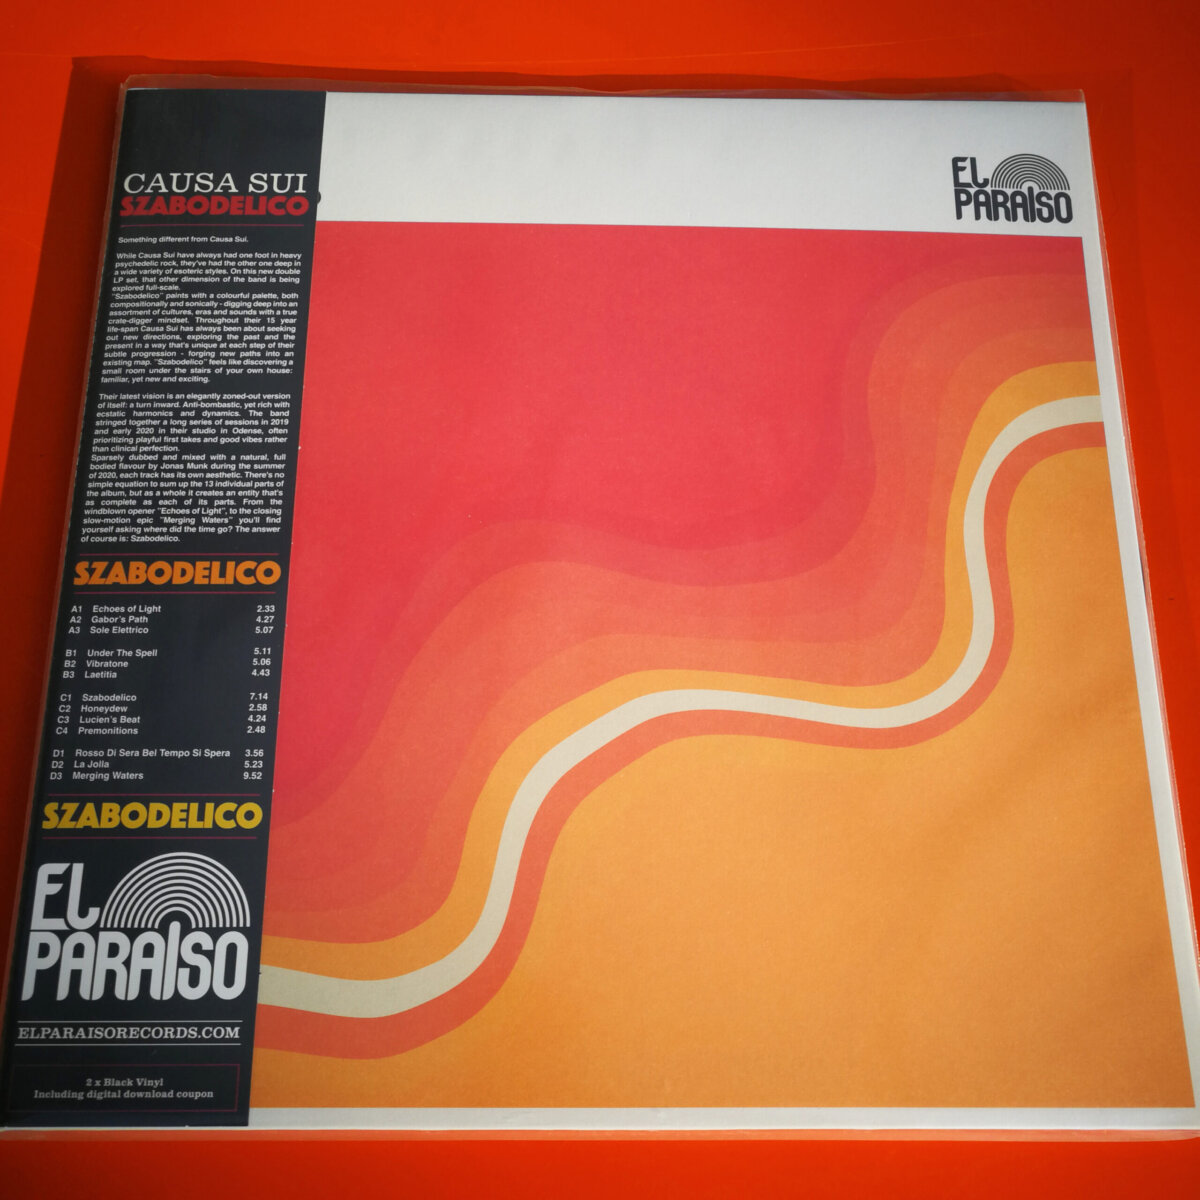 CAUSA SUI
SZABODELICO
Something different from Causa Sui.
While Causa Sui have always had one foot in heavy
psychedelic rock, they've had the other one deep in
a wide variety of esoteric styles. On this new double
LP set, that other dimension of the band is being
explored full-scale.
"Szabodelico" paints with a colourful palette, both
compositionally and sonically - digging deep into an
assortment of cultures, eras and sounds with a true
crate-digger mindset. Throughout their 15 year
life-span Causa Sui has always been about seeking
out new directions, exploring the past and the
present in a way that's unique at each step of their
subtle progression - forging new paths into an
existing map. "Szabodelico" feels like discovering a
small room under the stairs of your own house:
familiar, yet new and exciting.
Their latest vision is an elegantly zoned-out version
of itself: a turn inward. Anti-bombastic, yet rich with
ecstatic harmonics and dynamics. The band
stringed together a long series of sessions in 2019
and early 2020 in their studio in Odense, often
prioritizing playful first takes and good vibes rather
than clinical perfection.
Sparsely dubbed and mixed with a natural, full
bodied flavour by Jonas Munk during the summer
of 2020, each track has its own aesthetic. There's no
simple equation to sum up the 13 individual parts of
the album, but as a whole it creates an entity that's
as complete as each of its parts. From the
windblown opener "Echoes of Light", to the closing
slow-motion epic "Merging Waters" you'll find
yourself asking where did the time go? The answer
of course is: Szabodelico.
SZABODELICO
A1 Echoes of Light 2.33
A2 Gabor's Path 4.27
A3 Sole Elettrico 5.07
B1 Under The Spell 5.11
B2 Vibratone 5.06
B3 Laetitia 4.43
C1 Szabodelico 7.14
C2 Honeydew 2.58
C3 Lucien's Beat 4.24
C4 Premonitions 2.48
D1 Rosso Di Sera Bel Tempo Si Spera 3.56
D2 La Jolla 5.23
D3 Merging Waters 9.52
SZABODELICO
EL
PARAISO
ELPARAISORECORDS.COM
2 x Black Vinyl
Including digital download coupon
EL
PARAISO